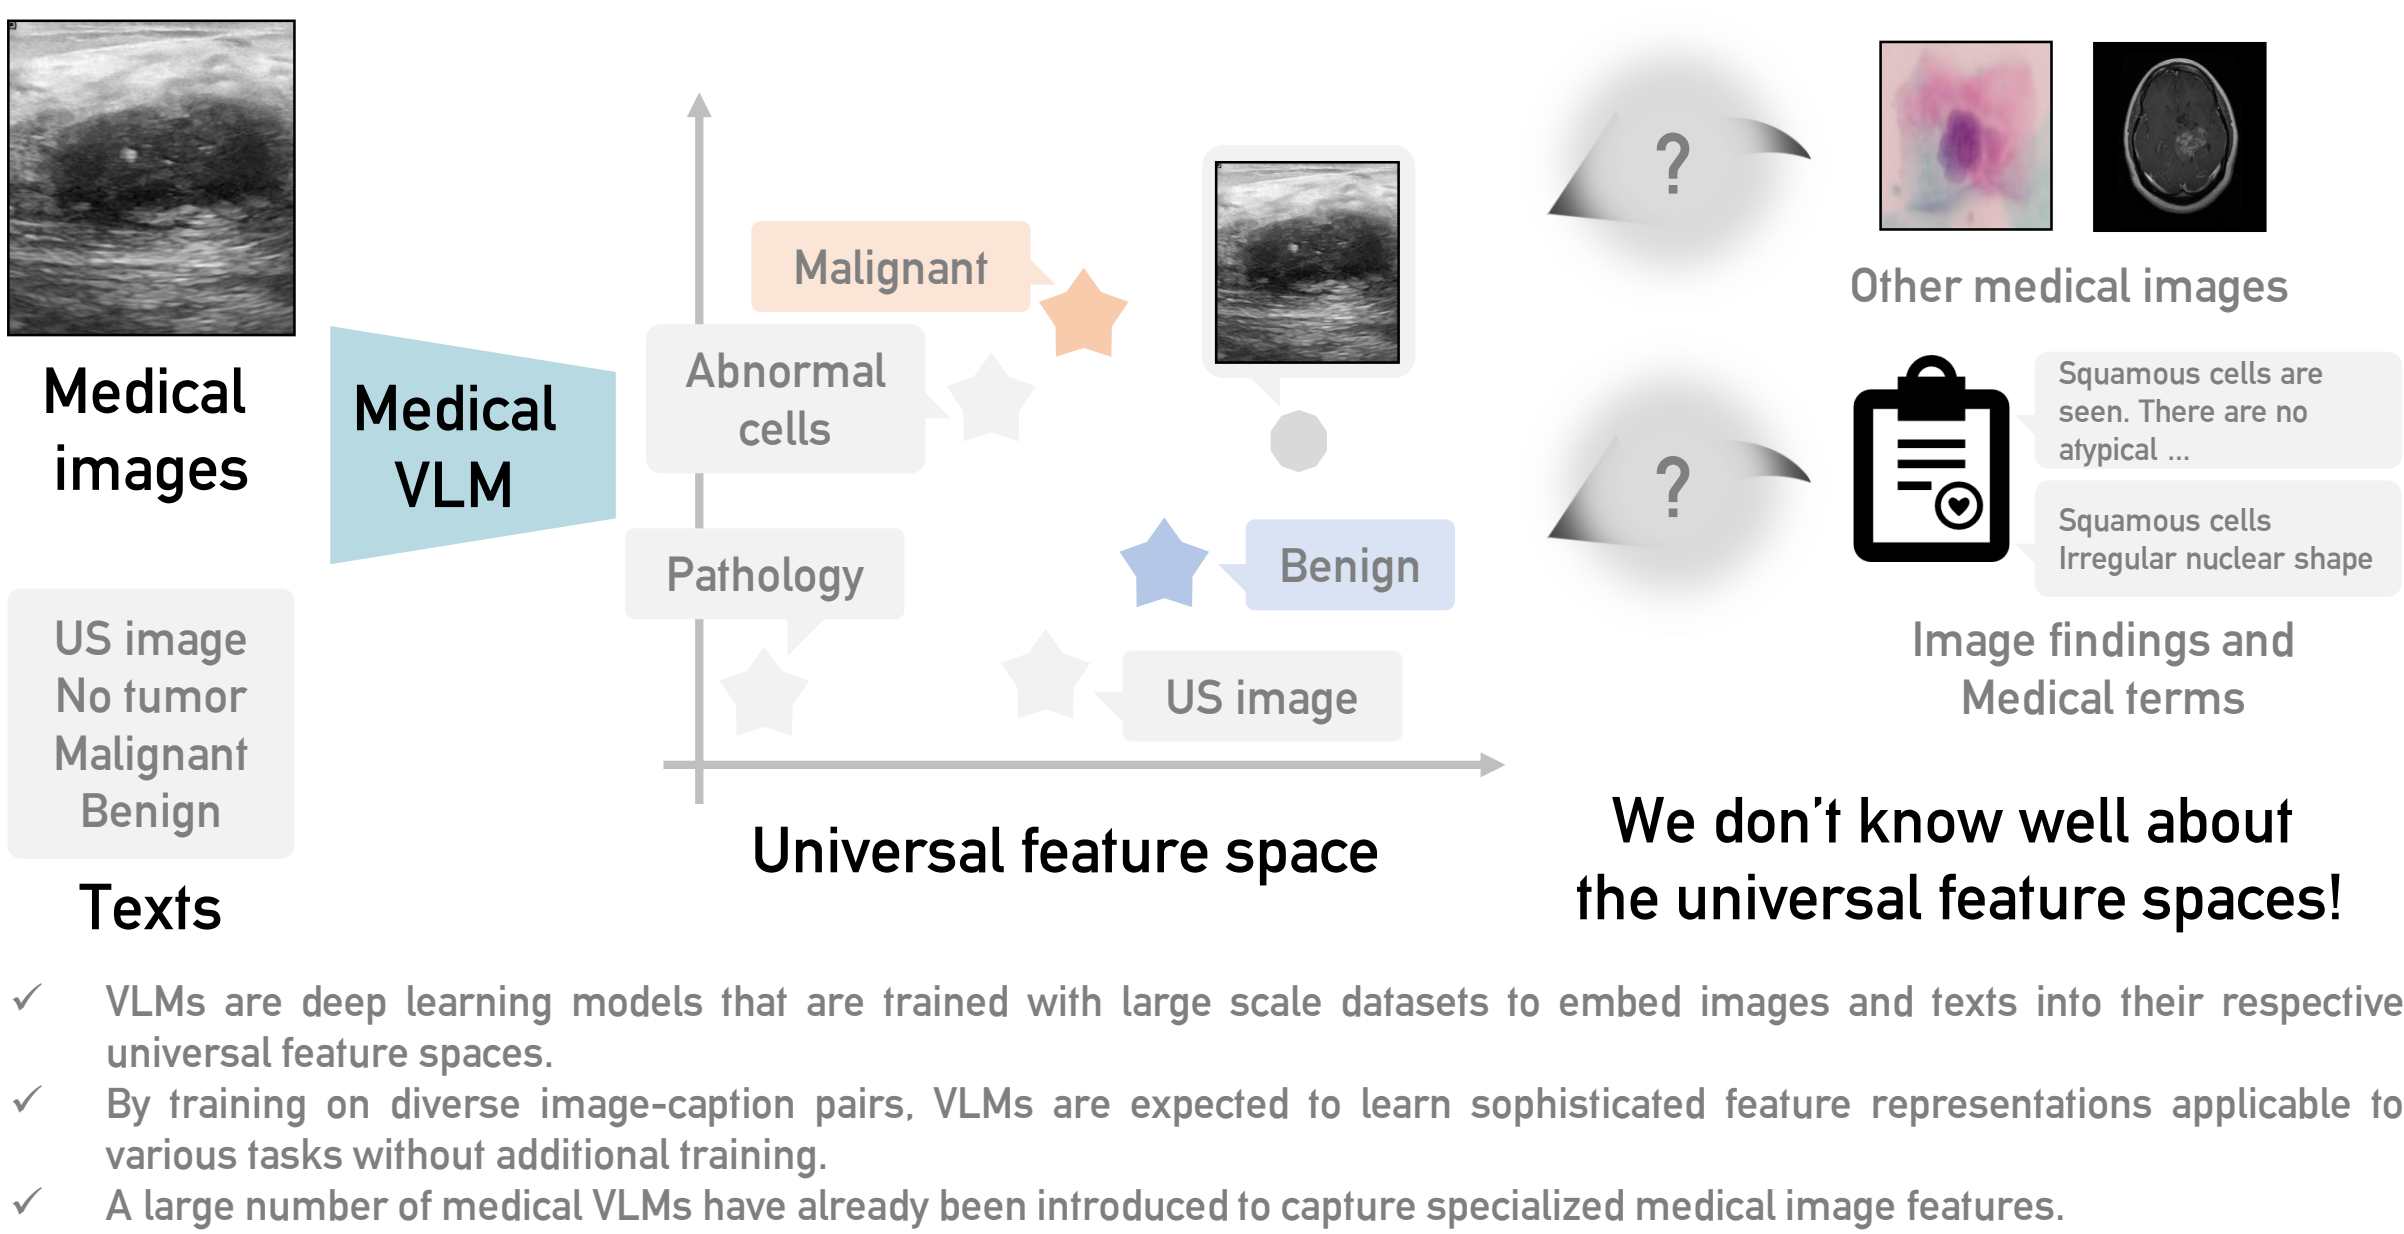 Medical
images
US image
No tumor
Malignant
Benign
Texts
Medical
VLM
Malignant
Abnormal
cells
Pathology
Benign
US image
Universal feature space
?
?
Other medical images
Squamous cells are
seen. There are no
atypical ...
Squamous cells
Irregular nuclear shape
Image findings and
Medical terms
We don't know well about
the universal feature spaces!
✓ VLMs are deep learning models that are trained with large scale datasets to embed images and texts into their respective
universal feature spaces.
✓ By training on diverse image-caption pairs, VLMs are expected to learn sophisticated feature representations applicable to
various tasks without additional training.
✓ A large number of medical VLMs have already been introduced to capture specialized medical image features.